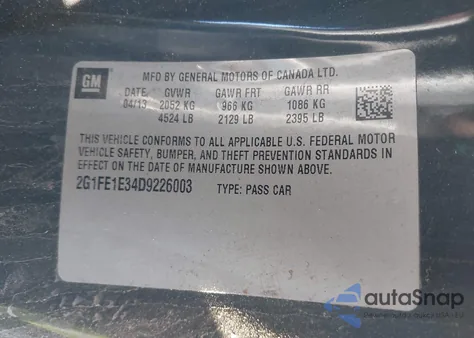 GM
MFD BY GENERAL MOTORS OF CANADA LTD.
DATE GVWR GAWR FRT GAWR RR
04/13 2052 KG 966 KG 1086 KG
4524 LB 2129 LB 2395 LB
THIS VEHICLE CONFORMS TO ALL APPLICABLE U.S. FEDERAL MOTOR
VEHICLE SAFETY, BUMPER, AND THEFT PREVENTION STANDARDS IN
EFFECT ON THE DATE OF MANUFACTURE SHOWN ABOVE.
2G1FE1E34D9226003 TYPE: PASS CAR
autoSnap